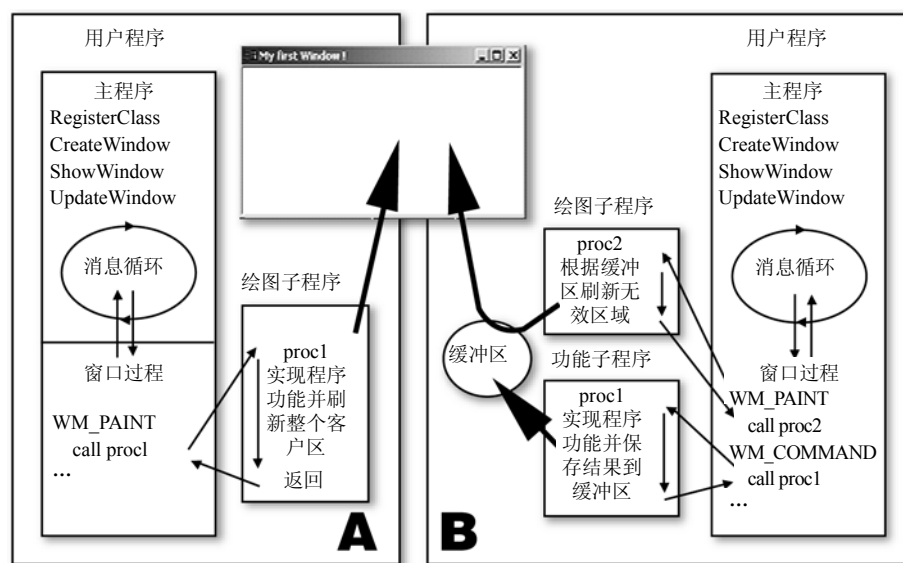 用户程序
主程序
RegisterClass
CreateWindow
ShowWindow
UpdateWindow
消息循环
窗口过程
WM_PAINT
call procl
...
绘图子程序
proc1
实现程序
功能并刷
新整个客
户区
返回
A
My first Window !
B
用户程序
绘图子程序
proc2
根据缓冲
区刷新无
效区域
缓冲区
功能子程序
proc1
实现程序
功能并保
存结果到
缓冲区
主程序
RegisterClass
CreateWindow
ShowWindow
UpdateWindow
消息循环
窗口过程
WM_PAINT
call proc2
WM_COMMAND
call proc1
...